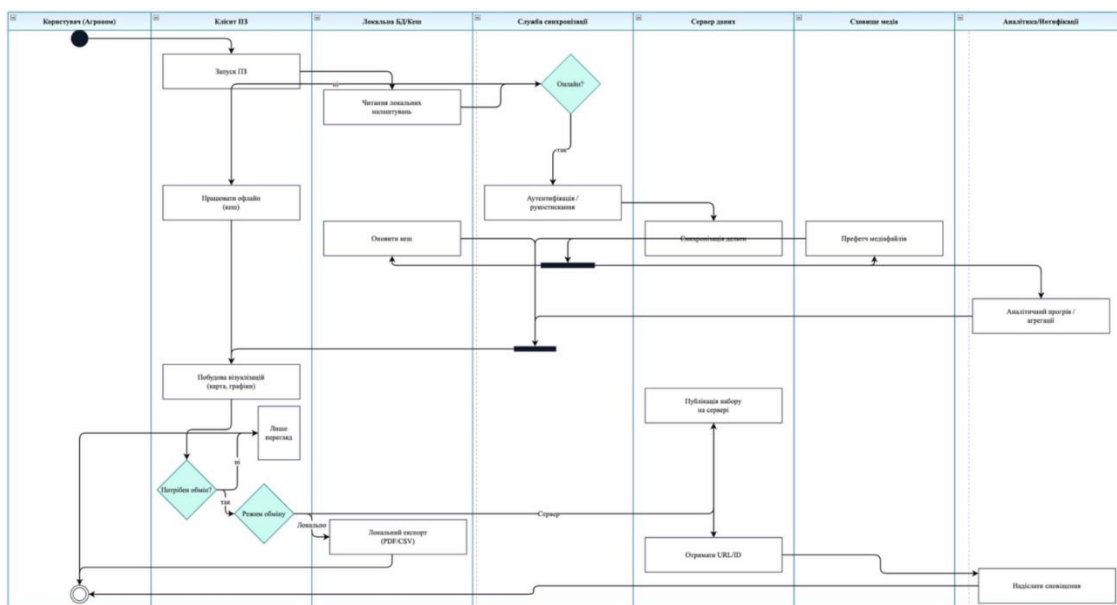 Користувач (Агроном)
Клієнт ПЗ
Локальна БД/Кеш
Служба синхронізації
Сервер даних
Сховище медіа
Аналітика/Нотифікації
Запуск ПЗ
ні
Читання локальних
налаштувань
Онлайн?
так
Працювати офлайн
(кеш)
Аутентифікація /
рукостискання
Оновити кеш
Синхронізація дельти
Префетч медіафайлів
Аналітичний прогрів /
агрегації
Побудова візуалізацій
(карта, графіки)
Лише
перегляд
Публікація набору
на сервері
ні
Потрібен обмін?
так
Режим обміну
Локально
Сервер
Локальний експорт
(PDF/CSV)
Отримати URL/ID
Надіслати сповіщення